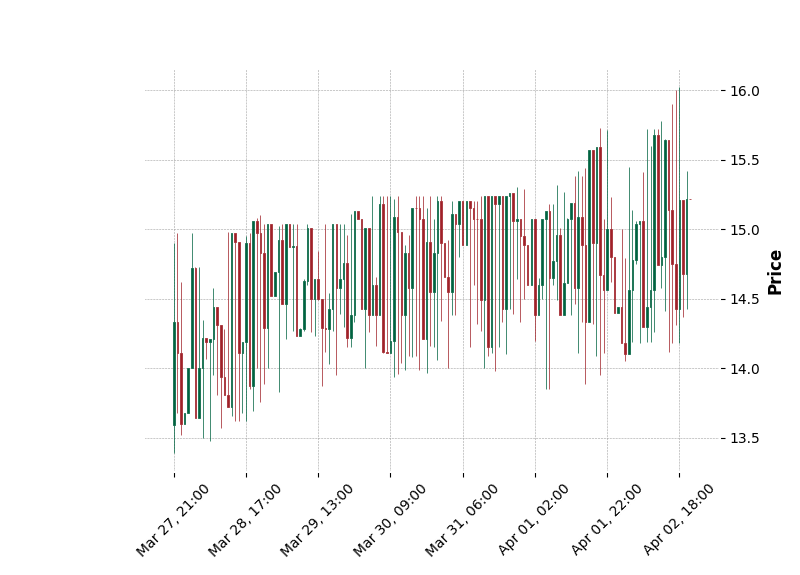 16.0
15.5
15.0
14.5
14.0
13.5
Price
Mar 27, 21:00
Mar 28, 17:00
Mar 29, 13:00
Mar 30, 09:00
Mar 31, 06:00
Apr 01, 02:00
Apr 01, 22:00
Apr 02, 18:00